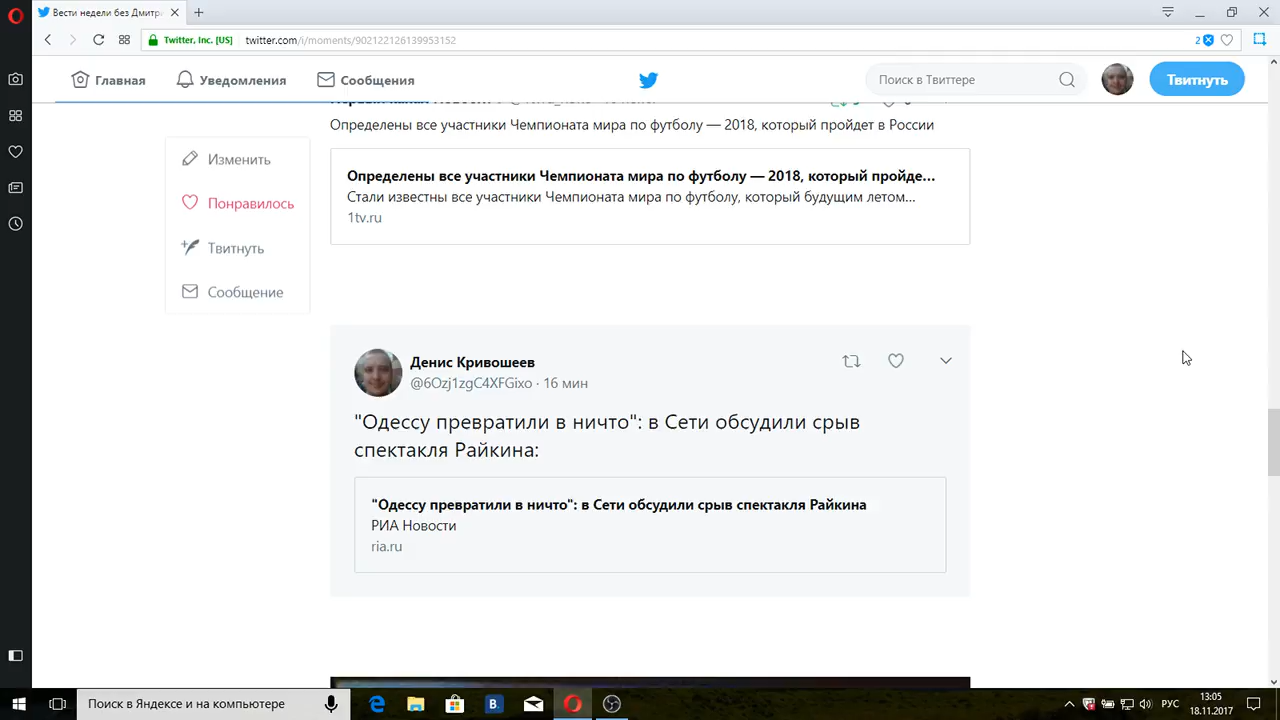 Вести недели без Дмитр
Twitter, Inc. [US]
twitter.com/i/moments/902122126139953152
2
Главная
Уведомления
Сообщения
Поиск в Твиттере
Твитнуть
Определены все участники Чемпионата мира по футболу — 2018, который пройдет в России
Изменить
Понравилось
Твитнуть
Сообщение
Определены все участники Чемпионата мира по футболу — 2018, который пройде...
Стали известны все участники Чемпионата мира по футболу, который будущим летом...
1tv.ru
Денис Кривошеев
@6Ozj1zgC4XFGixo · 16 мин
"Одессу превратили в ничто": в Сети обсудили срыв
спектакля Райкина:
"Одессу превратили в ничто": в Сети обсудили срыв спектакля Райкина
РИА Новости
ria.ru
Поиск в Яндексе и на компьютере
B
РУС
13:05
18.11.2017